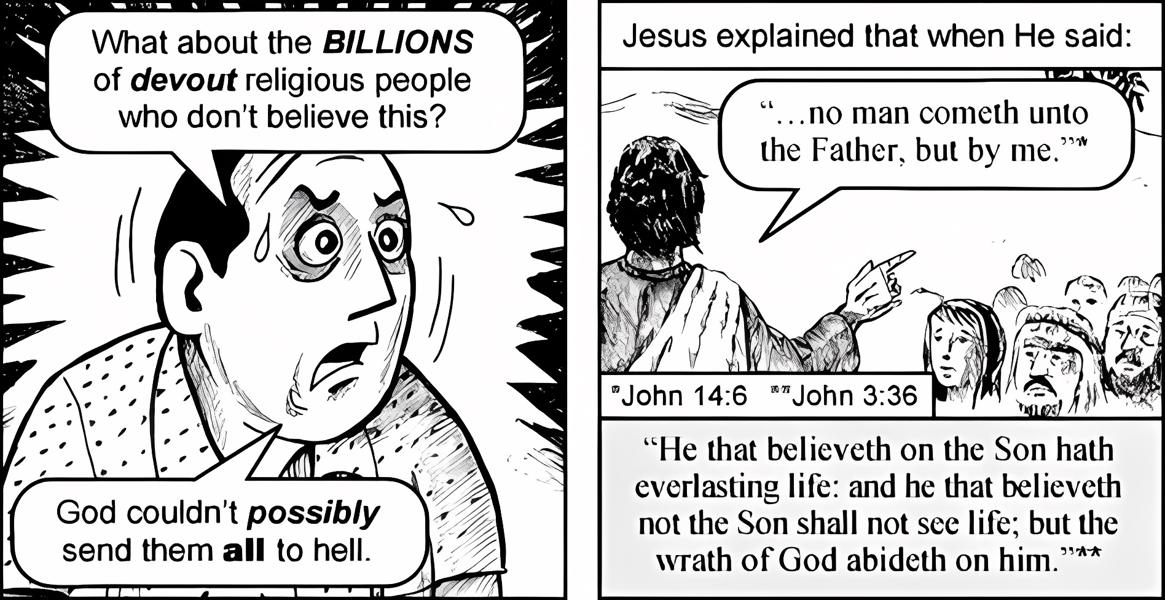 What about the BILLIONS
of devout religious people
who don't believe this?
God couldn't possibly
send them all to hell.
Jesus explained that when He said:
“...no man cometh unto
the Father, but by me.”*
*John 14:6 **John 3:36
“He that believeth on the Son hath
everlasting life: and he that believeth
not the Son shall not see life; but the
wrath of God abideth on him.”**